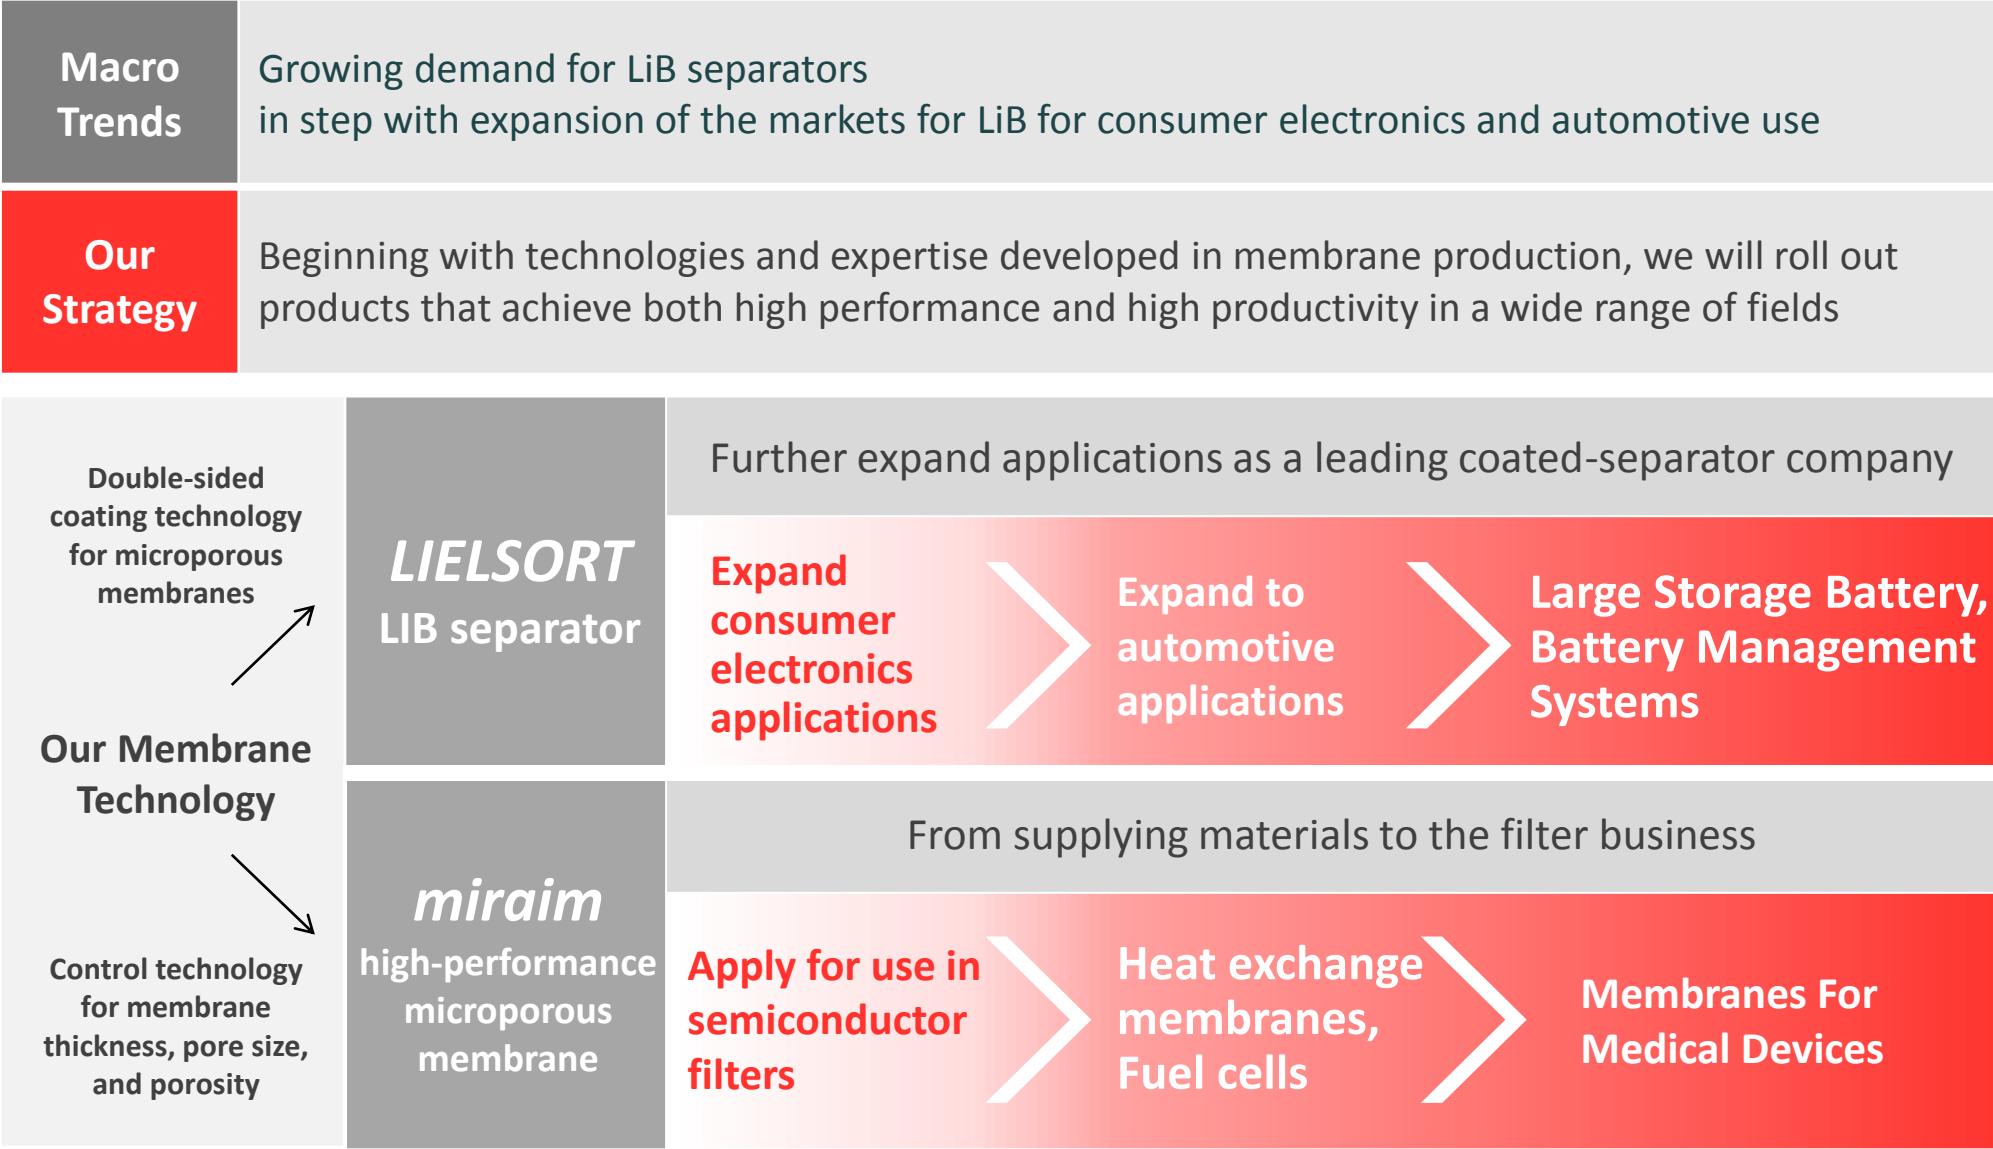 Macro
Trends
Growing demand for LiB separators
in step with expansion of the markets for LiB for consumer electronics and automotive use
Our
Strategy
Beginning with technologies and expertise developed in membrane production, we will roll out
products that achieve both high performance and high productivity in a wide range of fields
Double-sided
coating technology
for microporous
membranes
Our Membrane
Technology
Control technology
for membrane
thickness, pore size,
and porosity
LIELSORT
LIB separator
Further expand applications as a leading coated-separator company
Expand
consumer
electronics
applications
Expand to
automotive
applications
Large Storage Battery,
Battery Management
Systems
miraim
high-performance
microporous
membrane
From supplying materials to the filter business
Apply for use in
semiconductor
filters
Heat exchange
membranes,
Fuel cells
Membranes For
Medical Devices